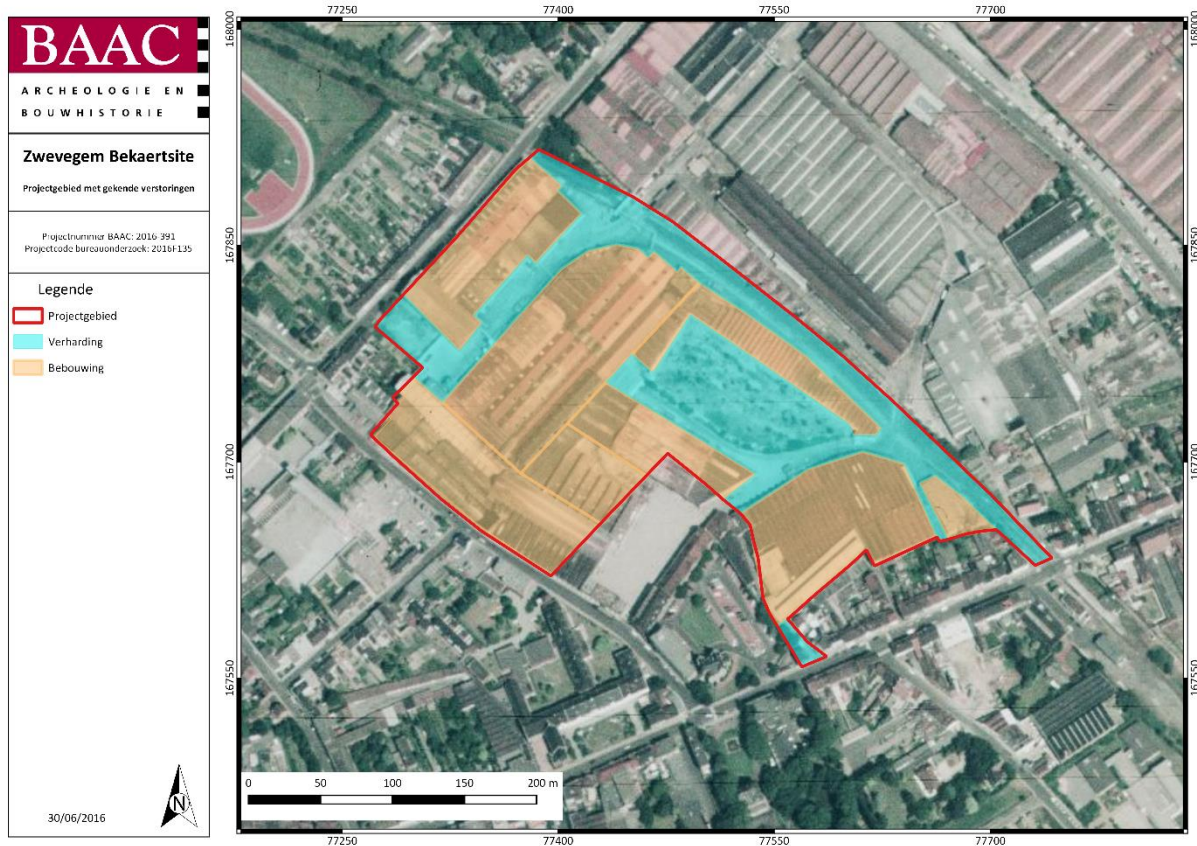 BAAC
ARCHEOLOGIE EN
BOUWHISTORIE
Zwevegem Bekaertsite
Projectgebied met gekende verstoringen
Projectnummer BAAC: 2016-391
Projectcode bureauonderzoek: 2016F135
Legende
Projectgebied
Verharding
Bebouwing
30/06/2016
N
77250 77400 77550 77700
168000 168000
167850 167850
167700 167700
167550 167550
0 50 100 150 200 m
77250 77400 77550 77700